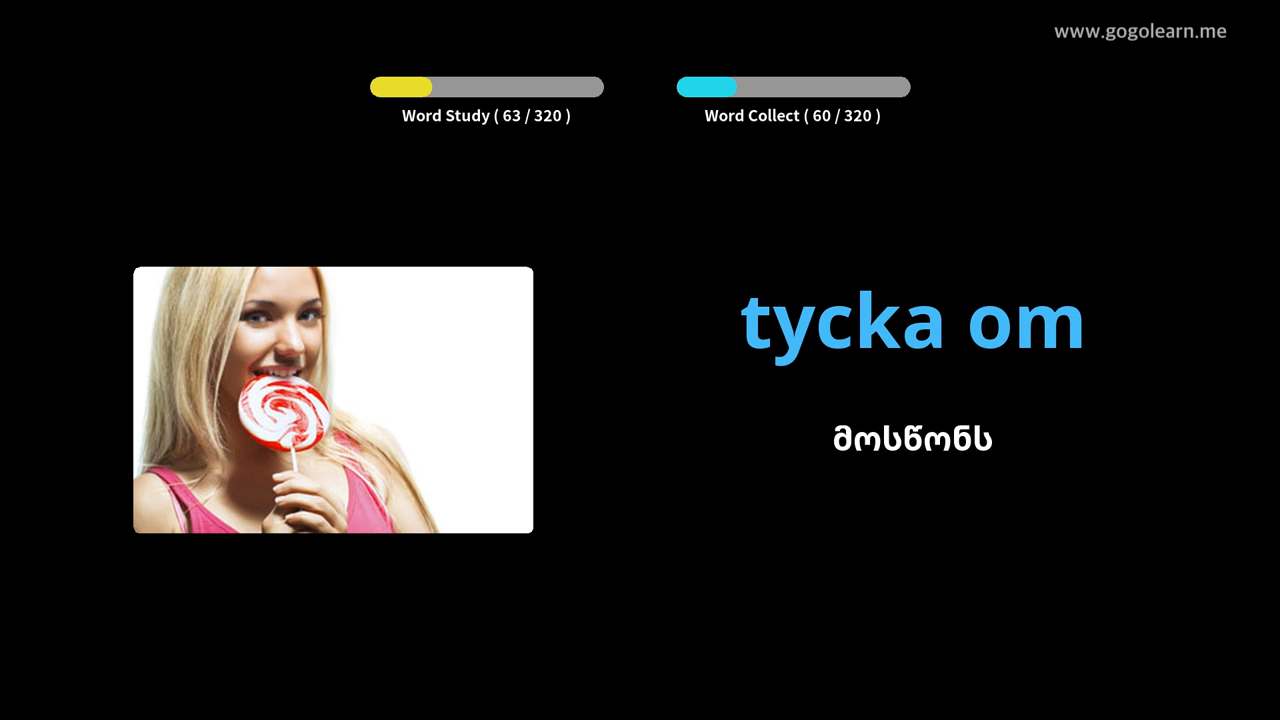 www.gogolearn.me
Word Study ( 63 / 320 )
Word Collect ( 60 / 320 )
tycka om
მოსწონს